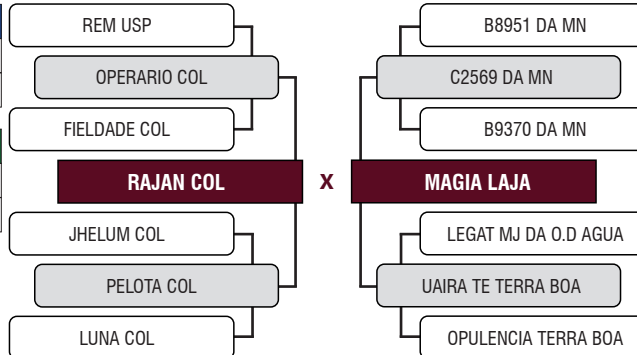 REM USP
OPERARIO COL
FIELDADE COL
RAJAN COL
JHELUM COL
PELOTA COL
LUNA COL
X
B8951 DA MN
C2569 DA MN
B9370 DA MN
MAGIA LAJA
LEGAT MJ DA O.D AGUA
UAIRA TE TERRA BOA
OPULENCIA TERRA BOA